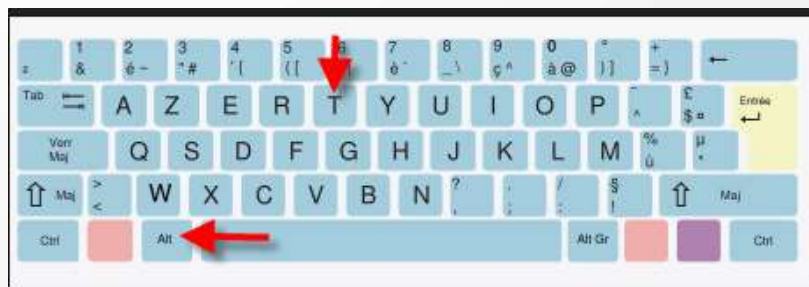 ² 1 & 2 é ~ 3 " # 4 ' { 5 ( [ 6 7 è ` 8 _ \ 9 ç ^ 0 à @ ° ) ] + = } ←
Tab A Z E R T Y U I O P ¨ ^ £ $ ¤ Entrée
Verr Maj Q S D F G H J K L M % ù µ *
⇧ Maj > < W X C V B N ? , . ; / : § ! ⇧ Maj
Ctrl Alt Alt Gr Ctrl